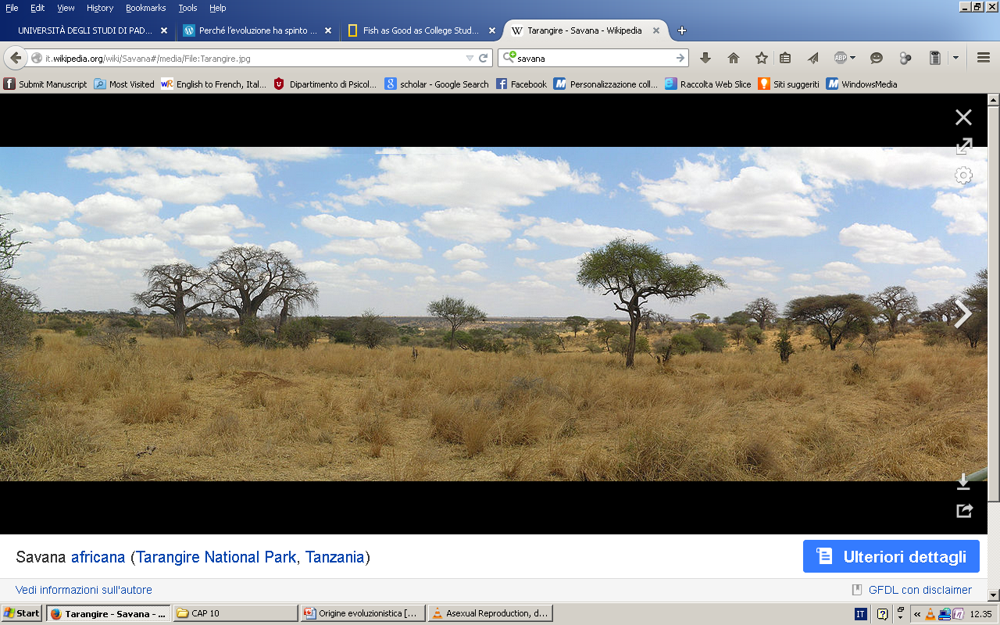 File Edit View History Bookmarks Tools Help
UNIVERSITÀ DEGLI STUDI DI PAD... Perché l'evoluzione ha spinto ... Fish as Good as College Stud... Tarangire - Savana - Wikipedia
it.wikipedia.org/wiki/Savana#/media/File:Tarangire.jpg savana ABP
Submit Manuscript Most Visited English to French, Ital... Dipartimento di Psicol... scholar - Google Search Facebook Personalizzazione coll... Raccolta Web Slice Siti suggeriti WindowsMedia
Savana africana (Tarangire National Park, Tanzania) Ulteriori dettagli
Vedi informazioni sull'autore GFDL con disclaimer
Start Tarangire - Savana - ... CAP 10 Origine evoluzionistica [... Asexual Reproduction, d... IT 12.35